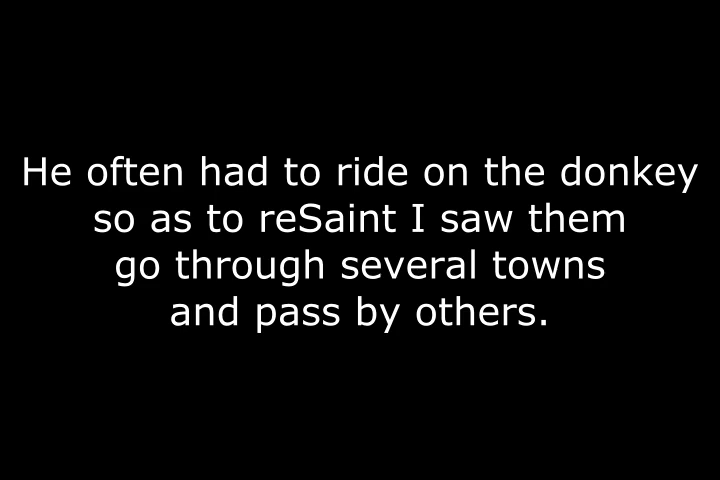 He often had to ride on the donkey
so as to reSaint I saw them
go through several towns
and pass by others.